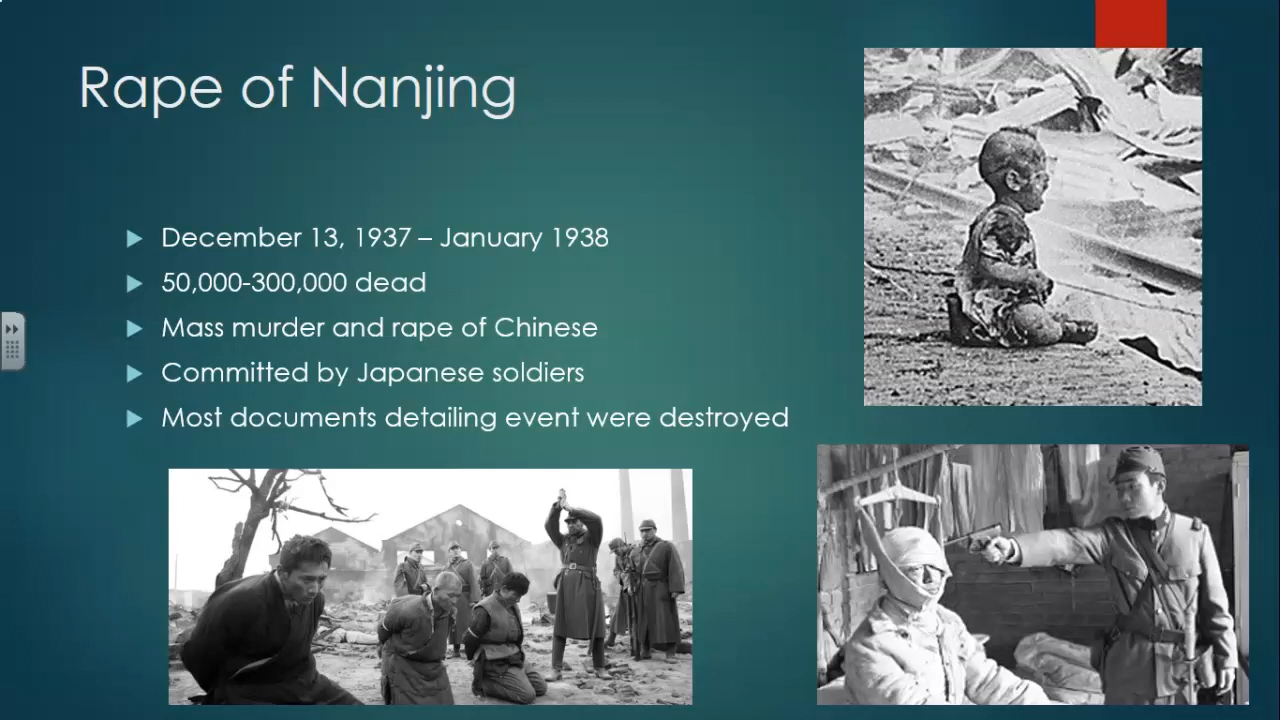 Rape of Nanjing
December 13, 1937 – January 1938
50,000-300,000 dead
Mass murder and rape of Chinese
Committed by Japanese soldiers
Most documents detailing event were destroyed